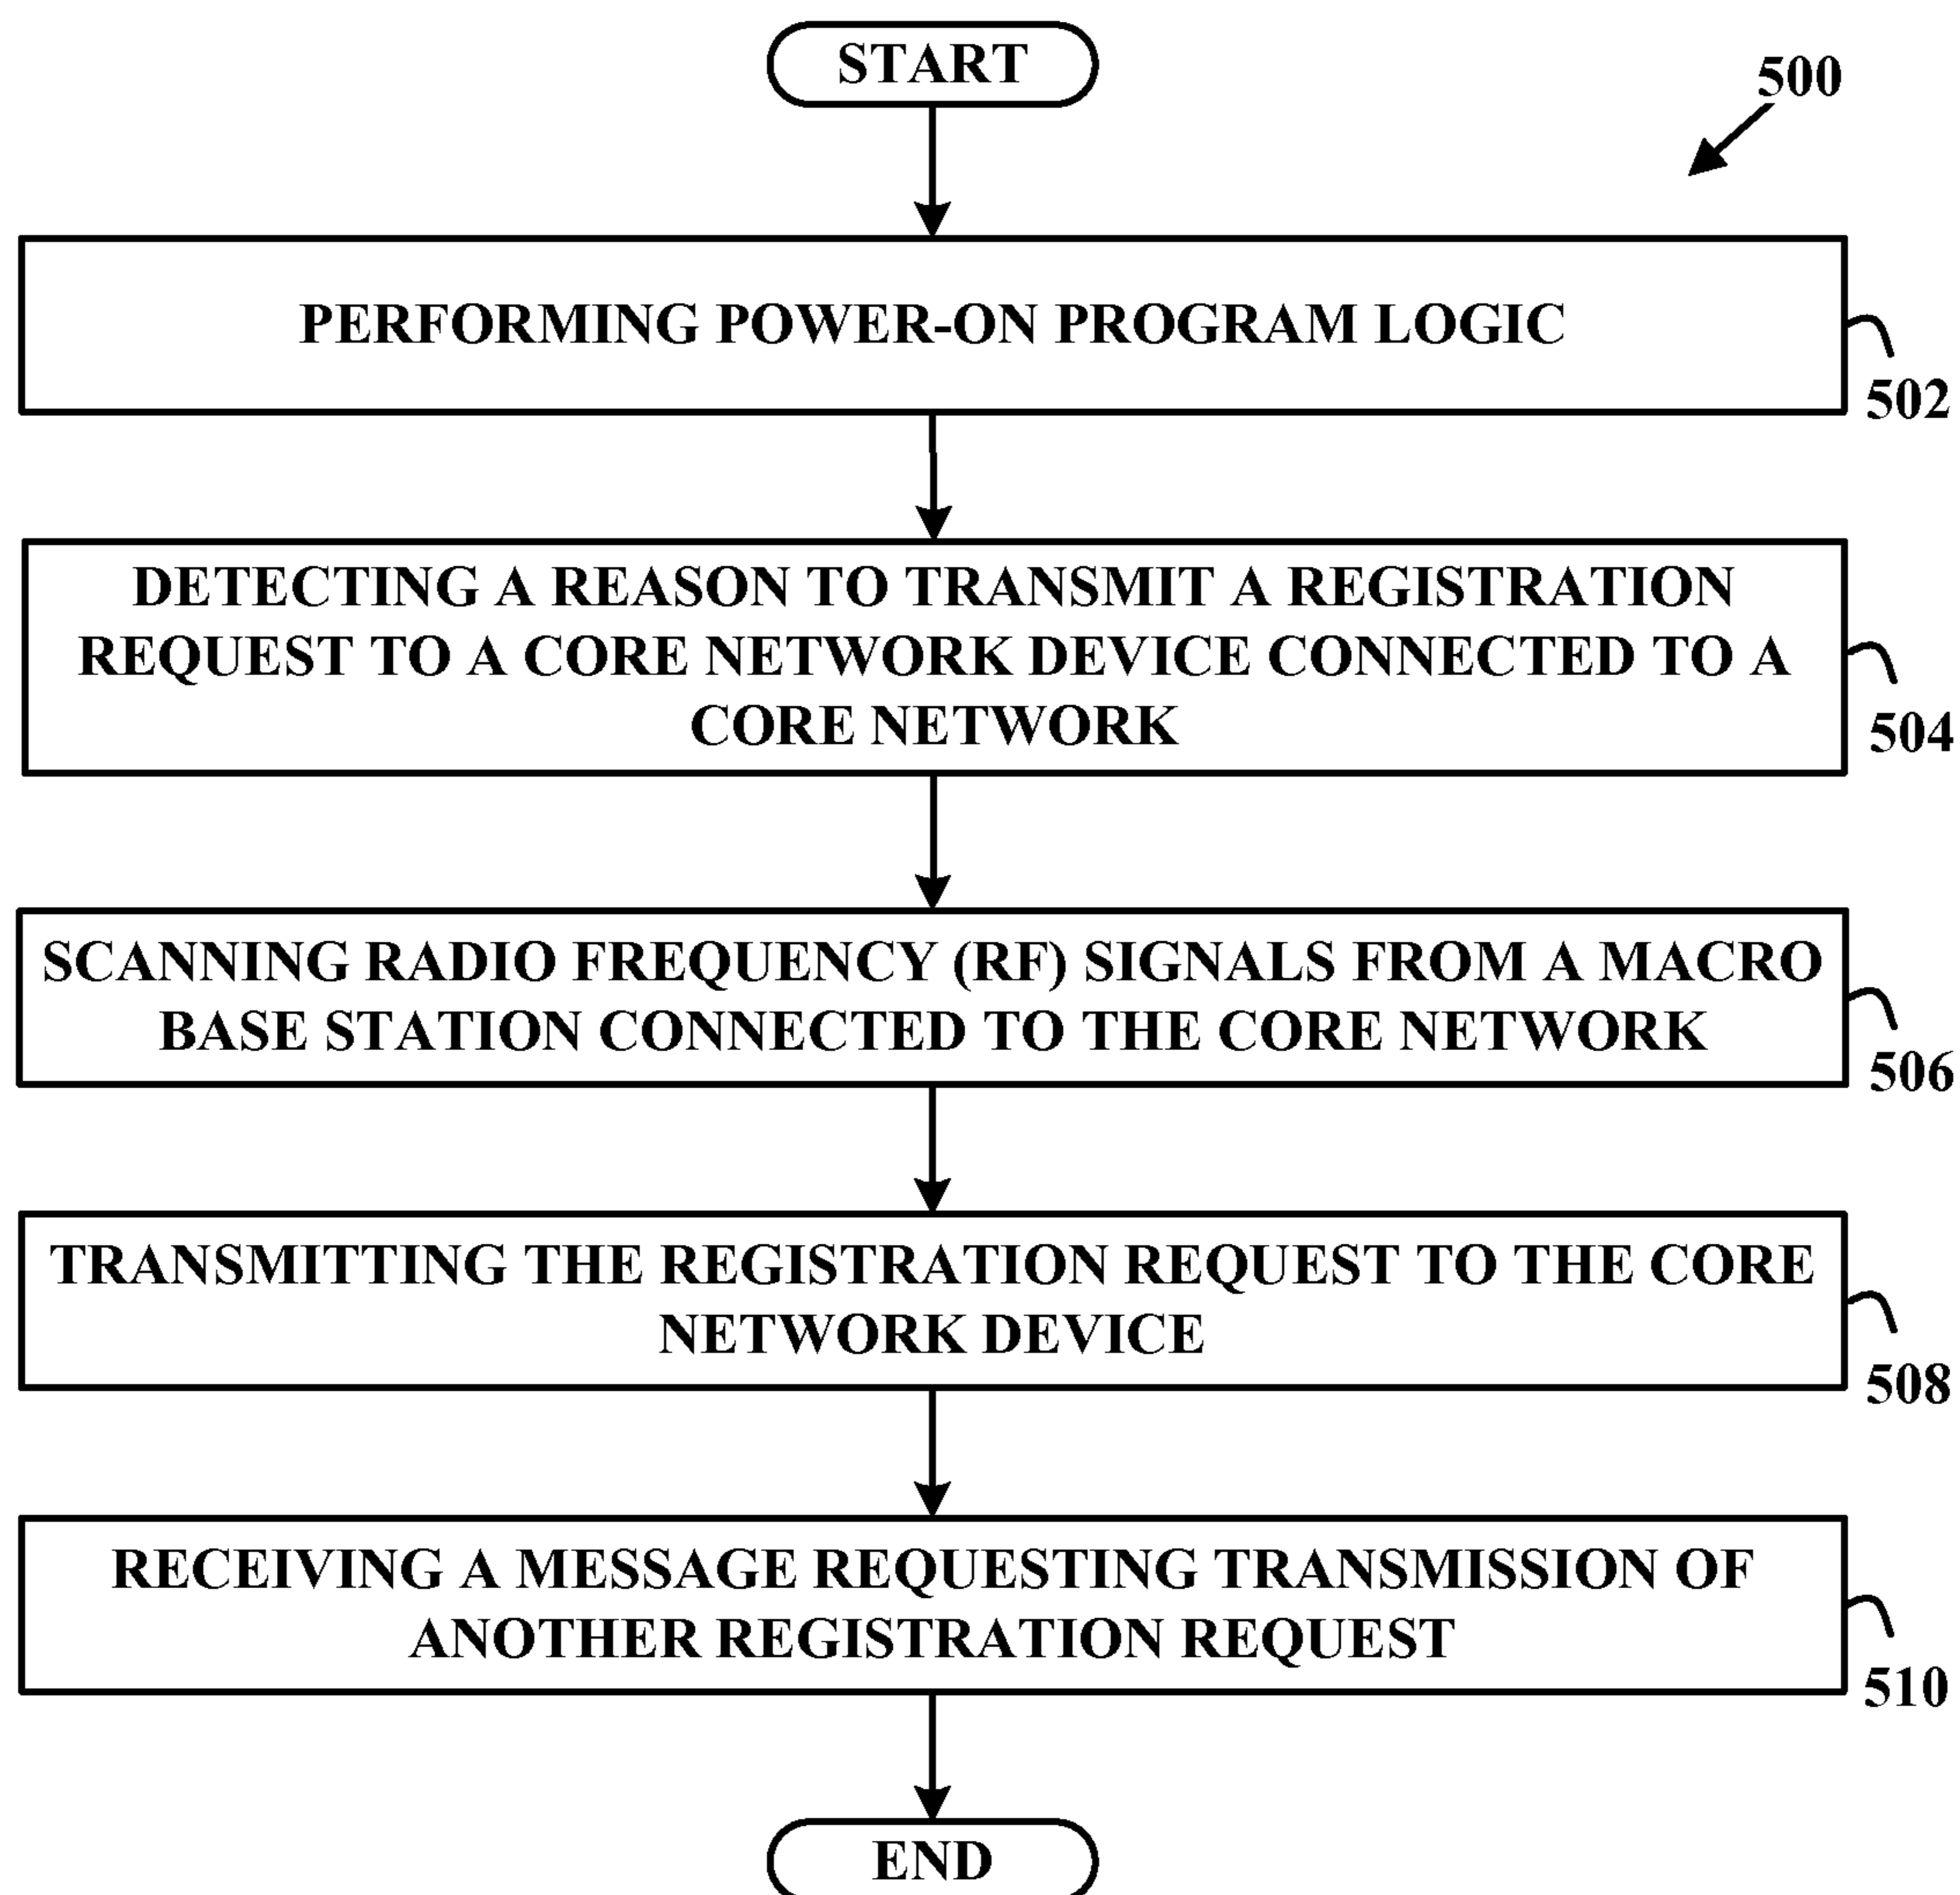 START
500
PERFORMING POWER-ON PROGRAM LOGIC
502
DETECTING A REASON TO TRANSMIT A REGISTRATION
REQUEST TO A CORE NETWORK DEVICE CONNECTED TO A
CORE NETWORK
504
SCANNING RADIO FREQUENCY (RF) SIGNALS FROM A MACRO
BASE STATION CONNECTED TO THE CORE NETWORK
506
TRANSMITTING THE REGISTRATION REQUEST TO THE CORE
NETWORK DEVICE
508
RECEIVING A MESSAGE REQUESTING TRANSMISSION OF
ANOTHER REGISTRATION REQUEST
510
END